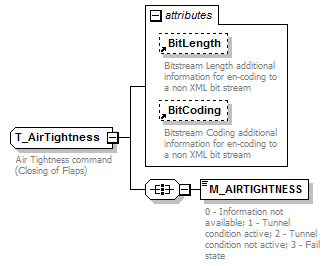 attributes
BitLength
Bitstream Length additional
information for en-coding to
a non XML bit stream
BitCoding
Bitstream Coding additional
information for en-coding to
a non XML bit stream
T_AirTightness
Air Tightness command
(Closing of Flaps)
M_AIRTIGHTNESS
0 - Information not
available; 1 - Tunnel
condition active; 2 - Tunnel
condition not active; 3 - Fail
state